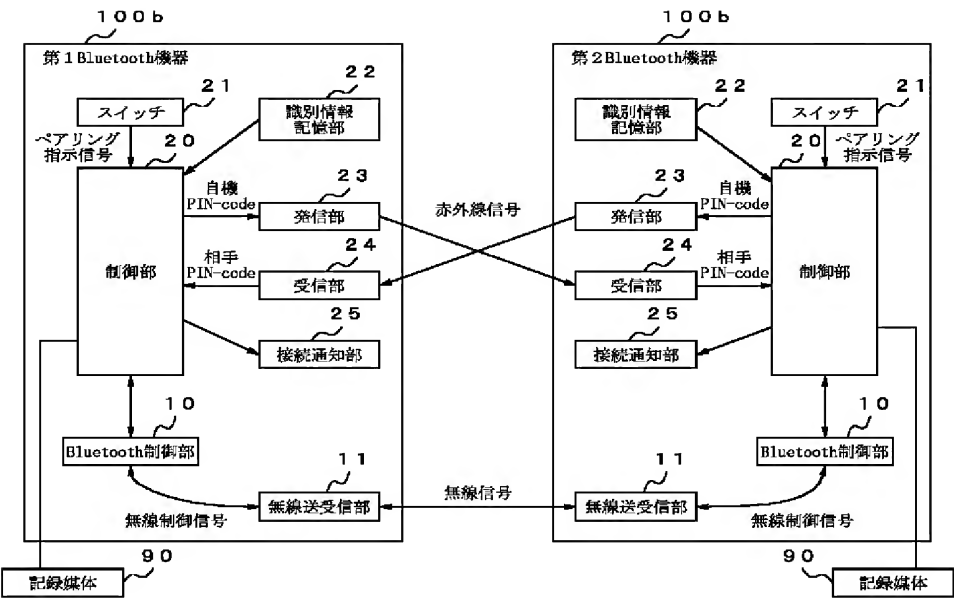 100b
100b
第1Bluetooth機器
第2Bluetooth機器
21
スイッチ
22
識別情報
記憶部
22
識別情報
記憶部
21
スイッチ
ペアリング
指示信号
20
ペアリング
指示信号
20
自機
PIN-code
23
発信部
赤外線信号
23
発信部
自機
PIN-code
制御部
相手
PIN-code
24
受信部
24
受信部
相手
PIN-code
制御部
25
接続通知部
25
接続通知部
10
Bluetooth制御部
10
Bluetooth制御部
11
無線送受信部
無線信号
11
無線送受信部
無線制御信号
無線制御信号
90
記録媒体
90
記録媒体